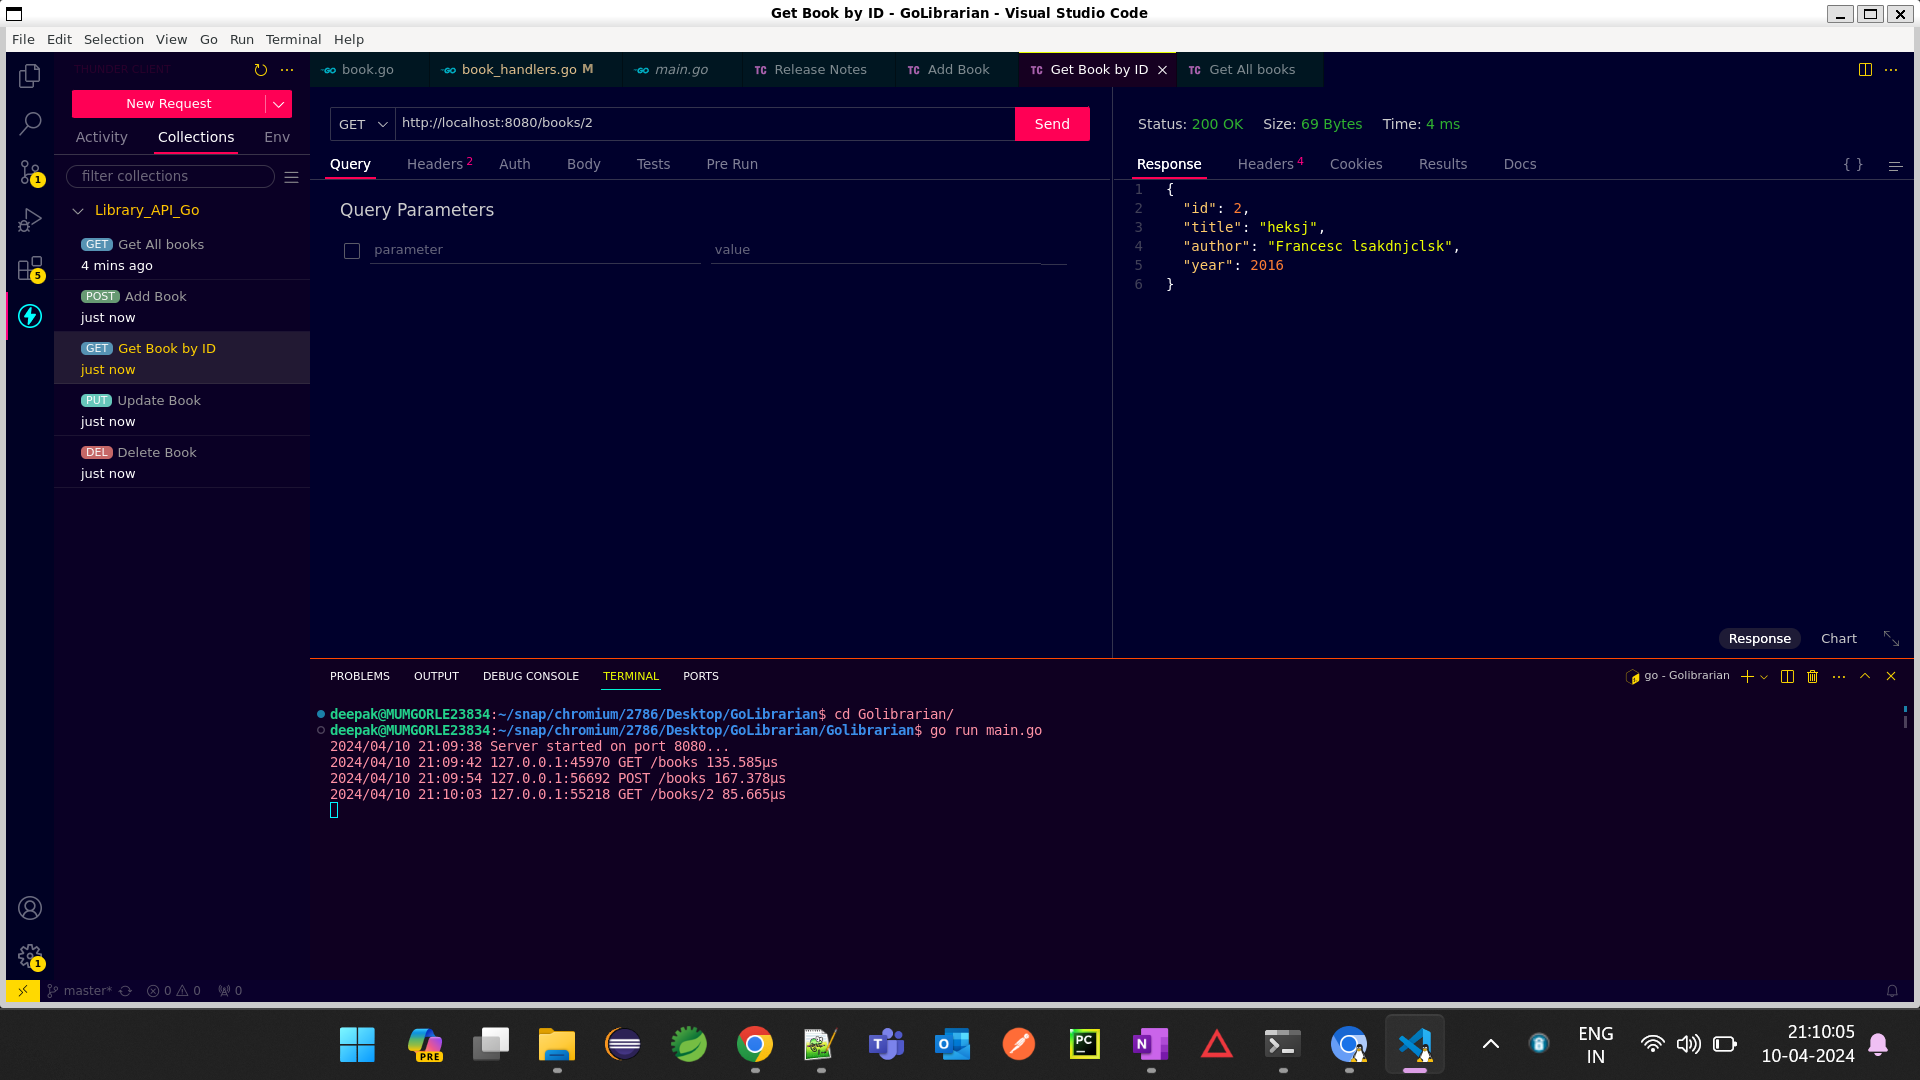 Get Book by ID - GoLibrarian - Visual Studio Code
File Edit Selection View Go Run Terminal Help
THUNDER CLIENT
New Request
Activity Collections Env
filter collections
Library_API_Go
GET Get All books
4 mins ago
POST Add Book
just now
GET Get Book by ID
just now
PUT Update Book
just now
DEL Delete Book
just now
1
5
1
book.go book_handlers.go M main.go TC Release Notes TC Add Book TC Get Book by ID TC Get All books
GET http://localhost:8080/books/2 Send
Query Headers 2 Auth Body Tests Pre Run
Query Parameters
parameter value
Status: 200 OK Size: 69 Bytes Time: 4 ms
Response Headers 4 Cookies Results Docs { }
1 {
2 "id": 2,
3 "title": "heksj",
4 "author": "Francesc lsakdnjclsk",
5 "year": 2016
6 }
Response Chart
PROBLEMS OUTPUT DEBUG CONSOLE TERMINAL PORTS
go - Golibrarian
deepak@MUMGORLE23834:~/snap/chromium/2786/Desktop/GoLibrarian$ cd Golibrarian/
deepak@MUMGORLE23834:~/snap/chromium/2786/Desktop/GoLibrarian/Golibrarian$ go run main.go
2024/04/10 21:09:38 Server started on port 8080...
2024/04/10 21:09:42 127.0.0.1:45970 GET /books 135.585µs
2024/04/10 21:09:54 127.0.0.1:56692 POST /books 167.378µs
2024/04/10 21:10:03 127.0.0.1:55218 GET /books/2 85.665µs
master* 0 0 0
PRE
PC
ENG
IN
21:10:05
10-04-2024